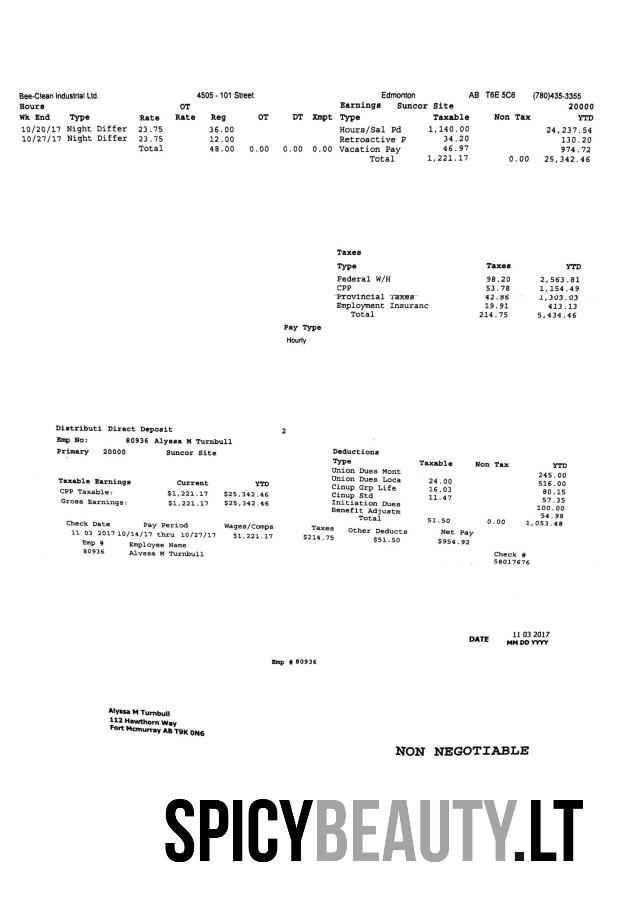 Bee-Clean Industrial Ltd. 4505 - 101 Street Edmonton AB T6E 5C6 (780)435-3355
Hours OT Earnings Suncor Site 20000
Wk End Type Rate Rate Reg OT DT Xmpt Type Taxable Non Tax YTD
10/20/17 Night Differ 23.75 36.00 Hours/Sal Pd 1,140.00 24,237.54
10/27/17 Night Differ 23.75 12.00 Retroactive P 34.20 130.20
Total 48.00 0.00 0.00 0.00 Vacation Pay 46.97 974.72
Total 1,221.17 0.00 25,342.46
Taxes
Type Taxes YTD
Federal W/H 98.20 2,563.81
CPP 53.78 1,154.49
Provincial Taxes 42.86 1,303.03
Employment Insuranc 19.91 413.13
Total 214.75 5,434.46
Pay Type
Hourly
Distributi Direct Deposit 2
Emp No: 80936 Alyssa M Turnbull
Primary 20000 Suncor Site
Deductions
Type Taxable Non Tax YTD
Union Dues Mont 245.00
Union Dues Loca 24.00 516.00
Cinup Grp Life 16.03 80.15
Cinup Std 11.47 57.35
Initiation Dues 100.00
Benefit Adjustm 54.98
Total 51.50 0.00 1,053.48
Taxable Earnings Current YTD
CPP Taxable: $1,221.17 $25,342.46
Gross Earnings: $1,221.17 $25,342.46
Check Date Pay Period Wages/Comps Taxes Other Deducts Net Pay
11 03 2017 10/14/17 thru 10/27/17 $1,221.17 $214.75 $51.50 $954.92
Emp # Employee Name Check #
80936 Alyssa M Turnbull 58017676
DATE 11 03 2017
MM DD YYYY
Emp # 80936
Alyssa M Turnbull
112 Hawthorn Way
Fort Mcmurray AB T9K 0N6
NON NEGOTIABLE
SPICYBEAUTY.LT